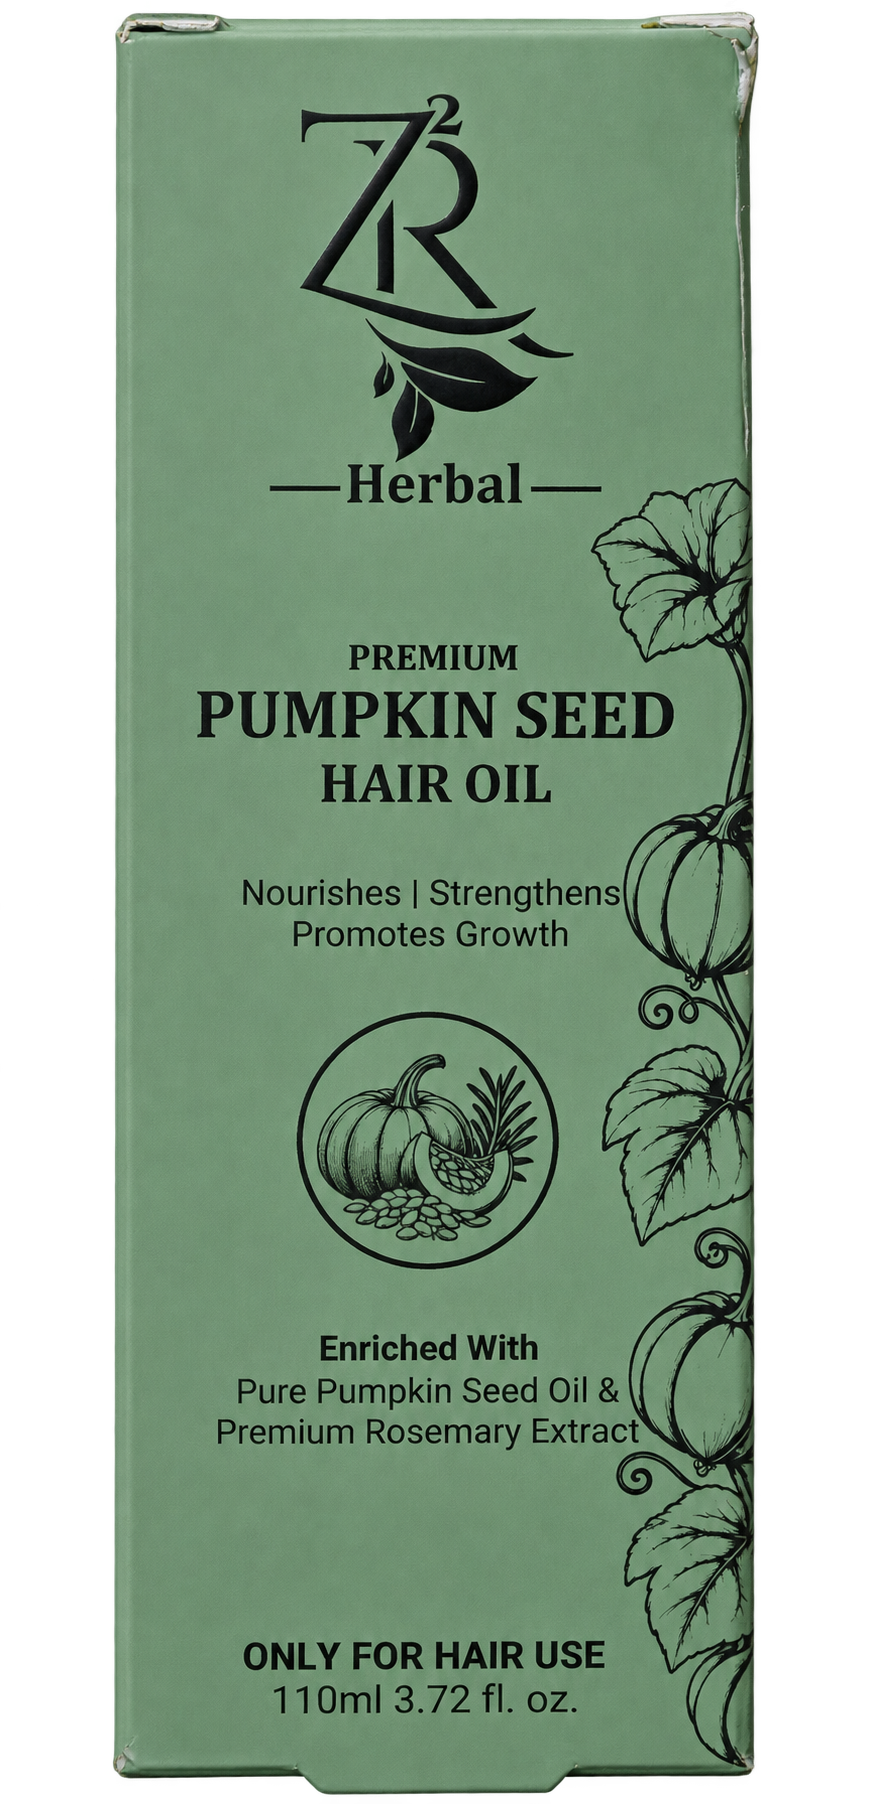 ZR²
Herbal
PREMIUM
PUMPKIN SEED
HAIR OIL
Nourishes | Strengthens
Promotes Growth
Enriched With
Pure Pumpkin Seed Oil &
Premium Rosemary Extract
ONLY FOR HAIR USE
110ml 3.72 fl. oz.